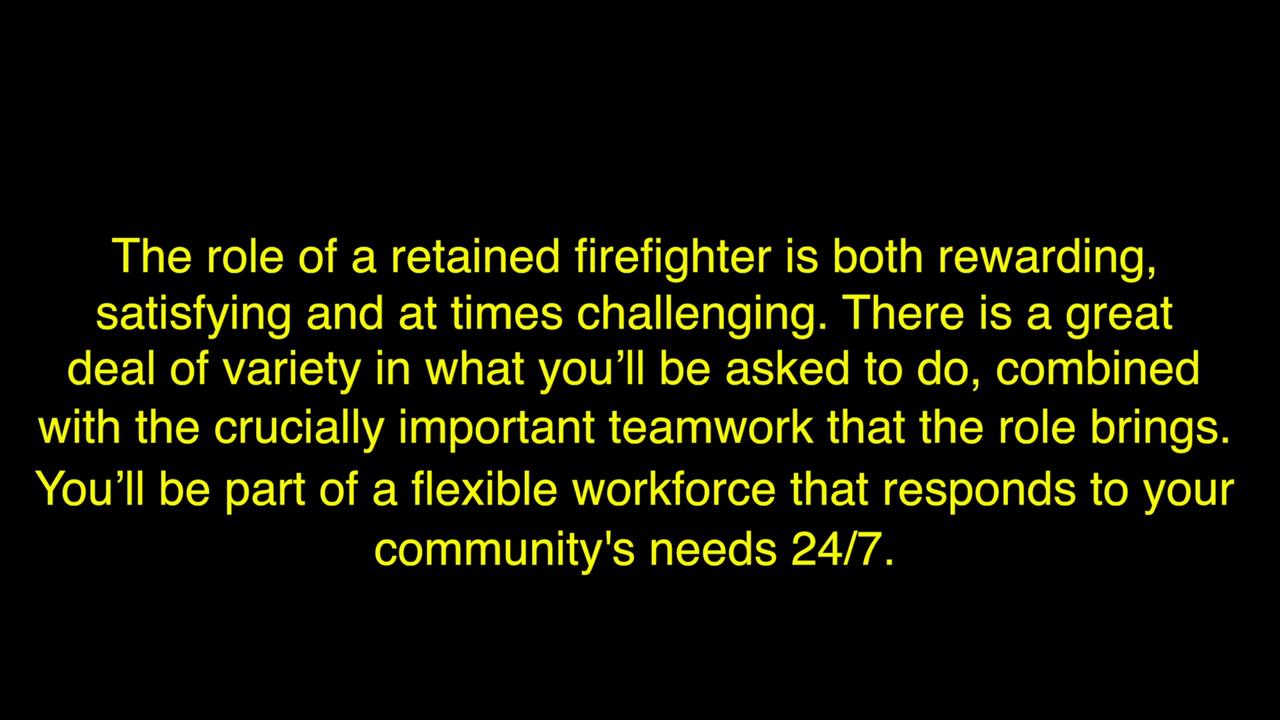 The role of a retained firefighter is both rewarding,
satisfying and at times challenging. There is a great
deal of variety in what you’ll be asked to do, combined
with the crucially important teamwork that the role brings.
You’ll be part of a flexible workforce that responds to your
community's needs 24/7.